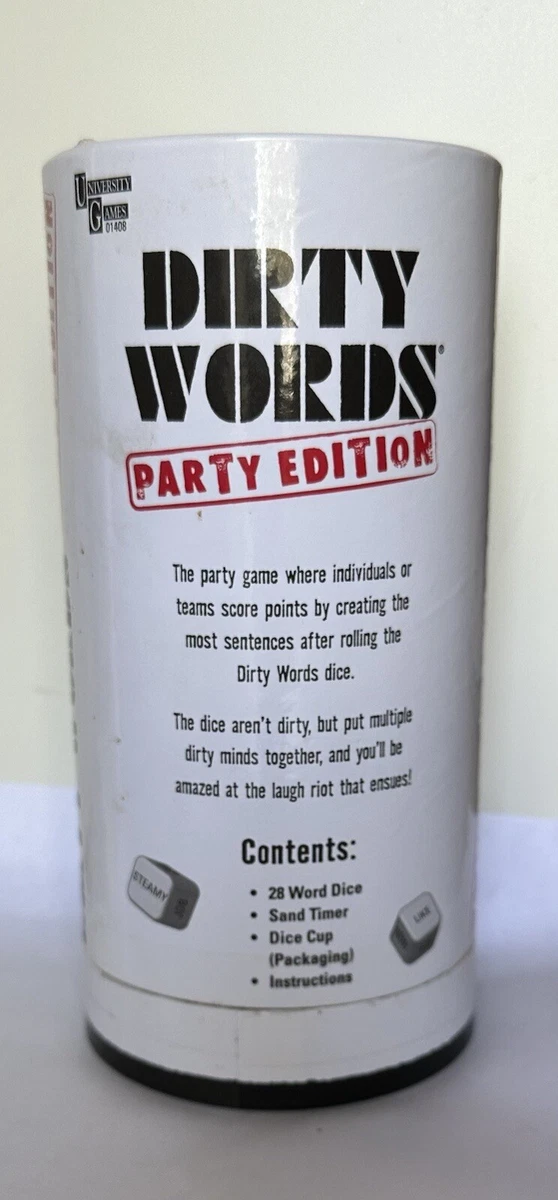 UNIVERSITY
GAMES
01408
DIRTY
WORDS®
PARTY EDITION
The party game where individuals or
teams score points by creating the
most sentences after rolling the
Dirty Words dice.
The dice aren't dirty, but put multiple
dirty minds together, and you'll be
amazed at the laugh riot that ensues!
Contents:
• 28 Word Dice
• Sand Timer
• Dice Cup
(Packaging)
• Instructions
STEAMY
LIKE